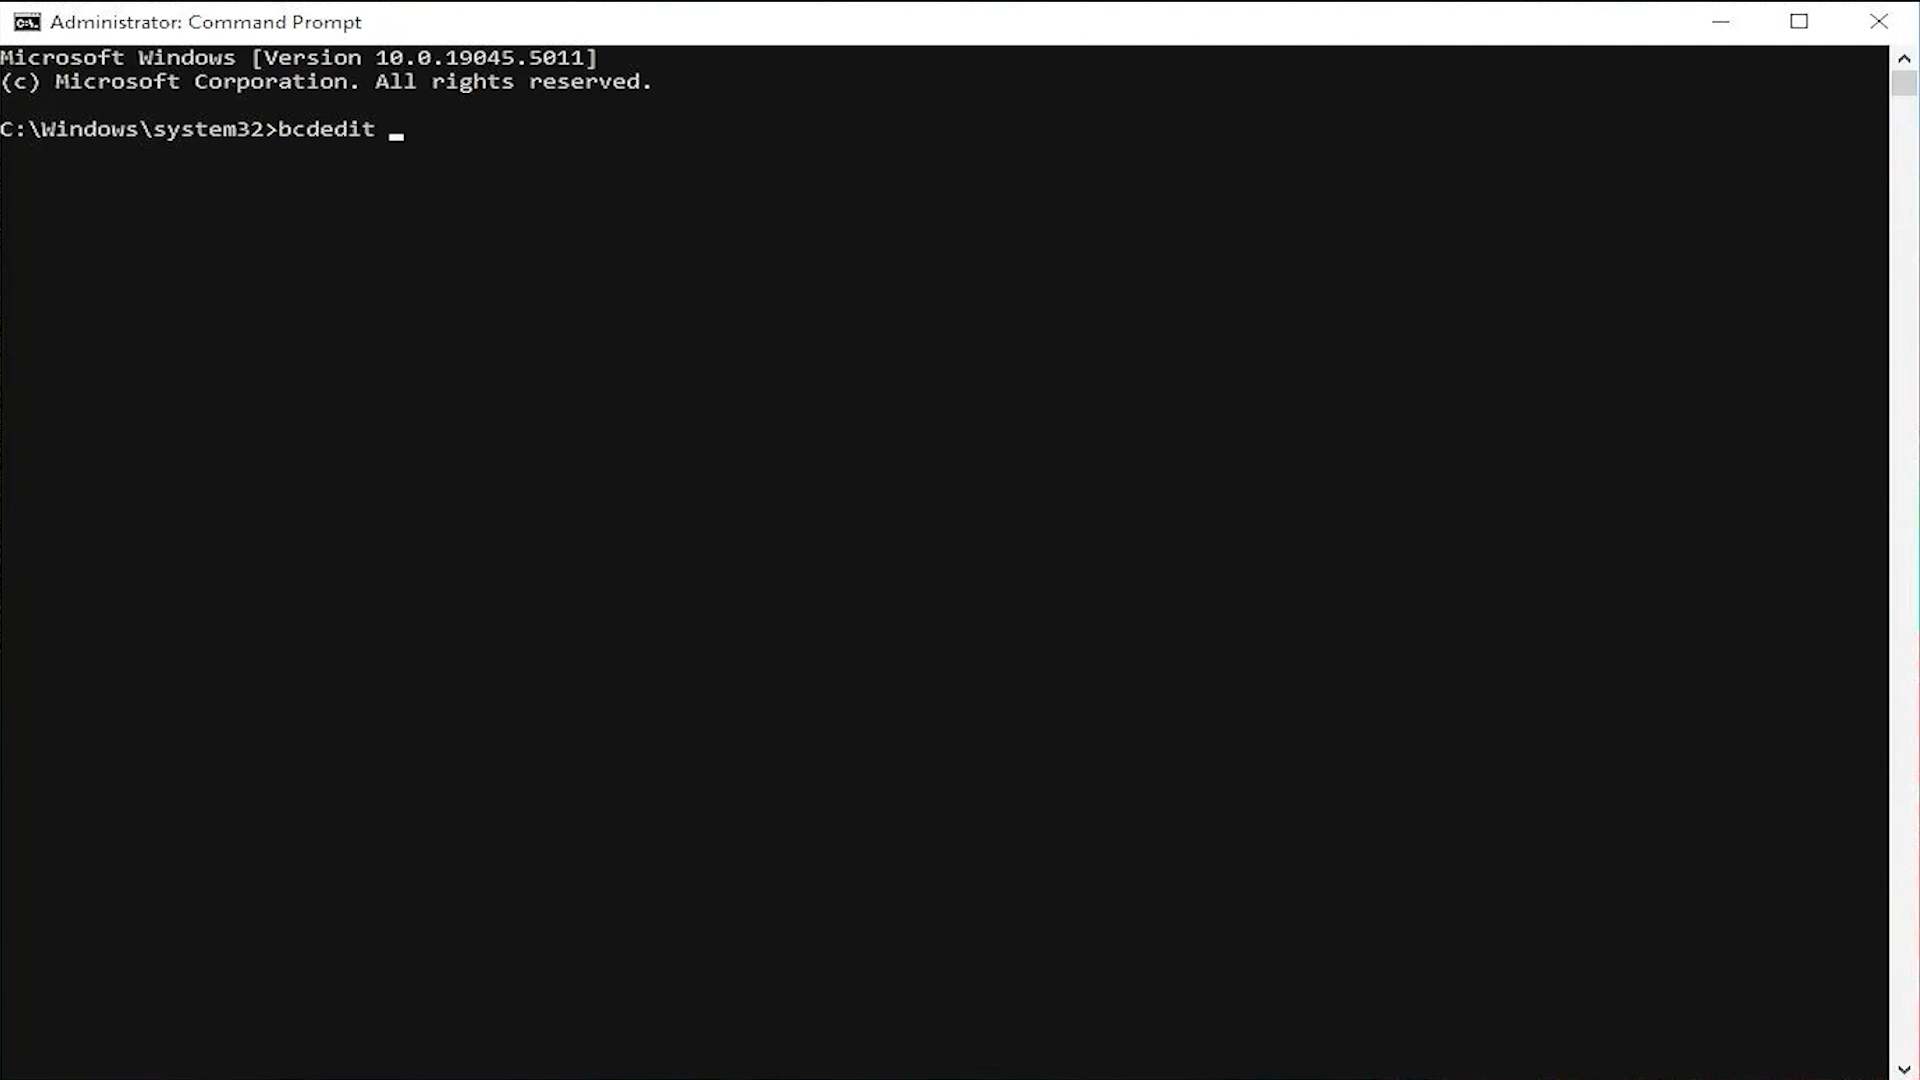 Administrator: Command Prompt
Microsoft Windows [Version 10.0.19045.5011]
(c) Microsoft Corporation. All rights reserved.
C:\Windows\system32>bcdedit